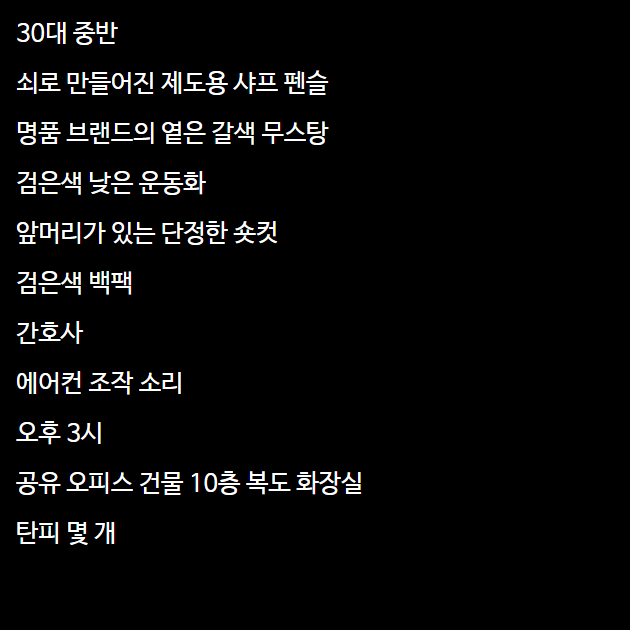 30대 중반
쇠로 만들어진 제도용 샤프 펜슬
명품 브랜드의 옅은 갈색 무스탕
검은색 낮은 운동화
앞머리가 있는 단정한 숏컷
검은색 백팩
간호사
에어컨 조작 소리
오후 3시
공유 오피스 건물 10층 복도 화장실
탄피 몇 개